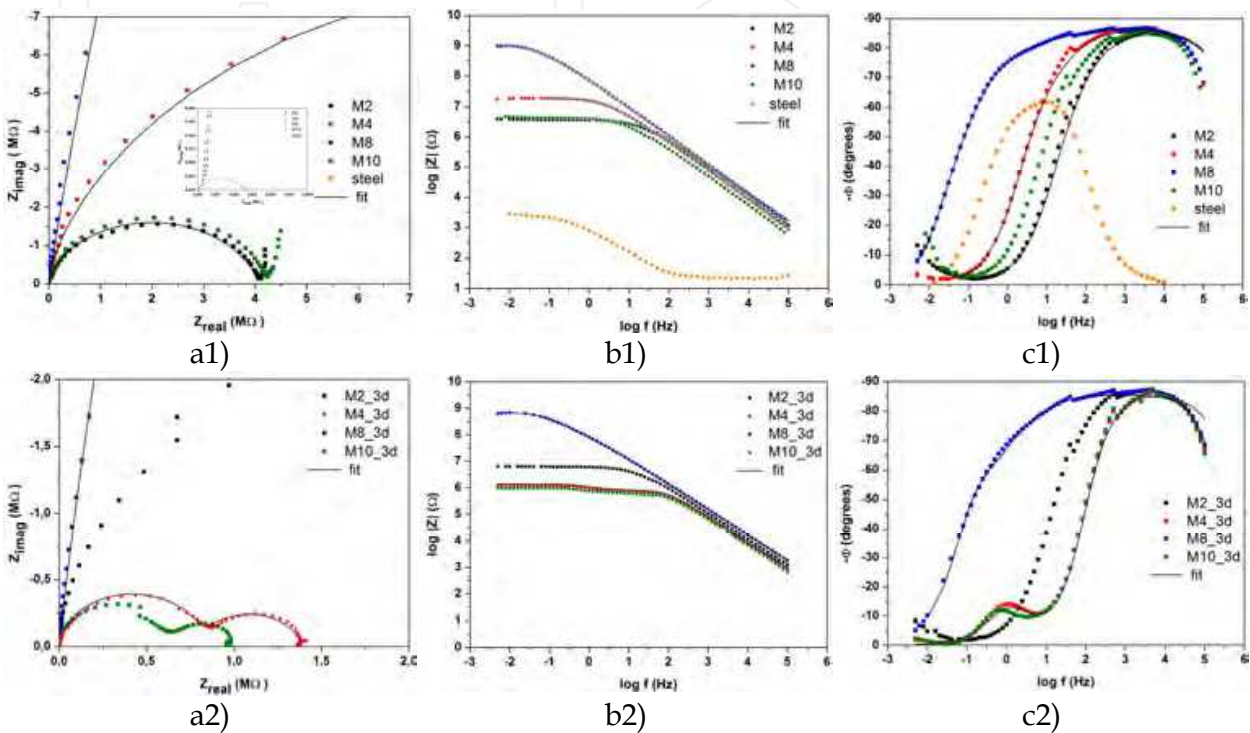 -7
-6
-5
-4
-3
-2
-1
0
Z_imag (MΩ)
0 1 2 3 4 5 6 7
Z_real (MΩ)
M2
M4
M8
M10
steel
fit
a1)
10
9
8
7
6
5
4
3
2
1
log |Z| (Ω)
-3 -2 -1 0 1 2 3 4 5 6
log f (Hz)
M2
M4
M8
M10
steel
fit
b1)
-90
-80
-70
-60
-50
-40
-30
-20
-10
0
-Φ (degrees)
-3 -2 -1 0 1 2 3 4 5 6
log f (Hz)
M2
M4
M8
M10
steel
fit
c1)
-2.0
-1.5
-1.0
-0.5
0.0
Z_imag (MΩ)
0.0 0.5 1.0 1.5 2.0
Z_real (MΩ)
M2_3d
M4_3d
M8_3d
M10_3d
fit
a2)
10
9
8
7
6
5
4
3
2
1
0
log |Z| (Ω)
-3 -2 -1 0 1 2 3 4 5 6
log f (Hz)
M2_3d
M4_3d
M8_3d
M10_3d
fit
b2)
-90
-80
-70
-60
-50
-40
-30
-20
-10
0
-Φ (degrees)
-3 -2 -1 0 1 2 3 4 5 6
log f (Hz)
M2_3d
M4_3d
M8_3d
M10_3d
fit
c2)